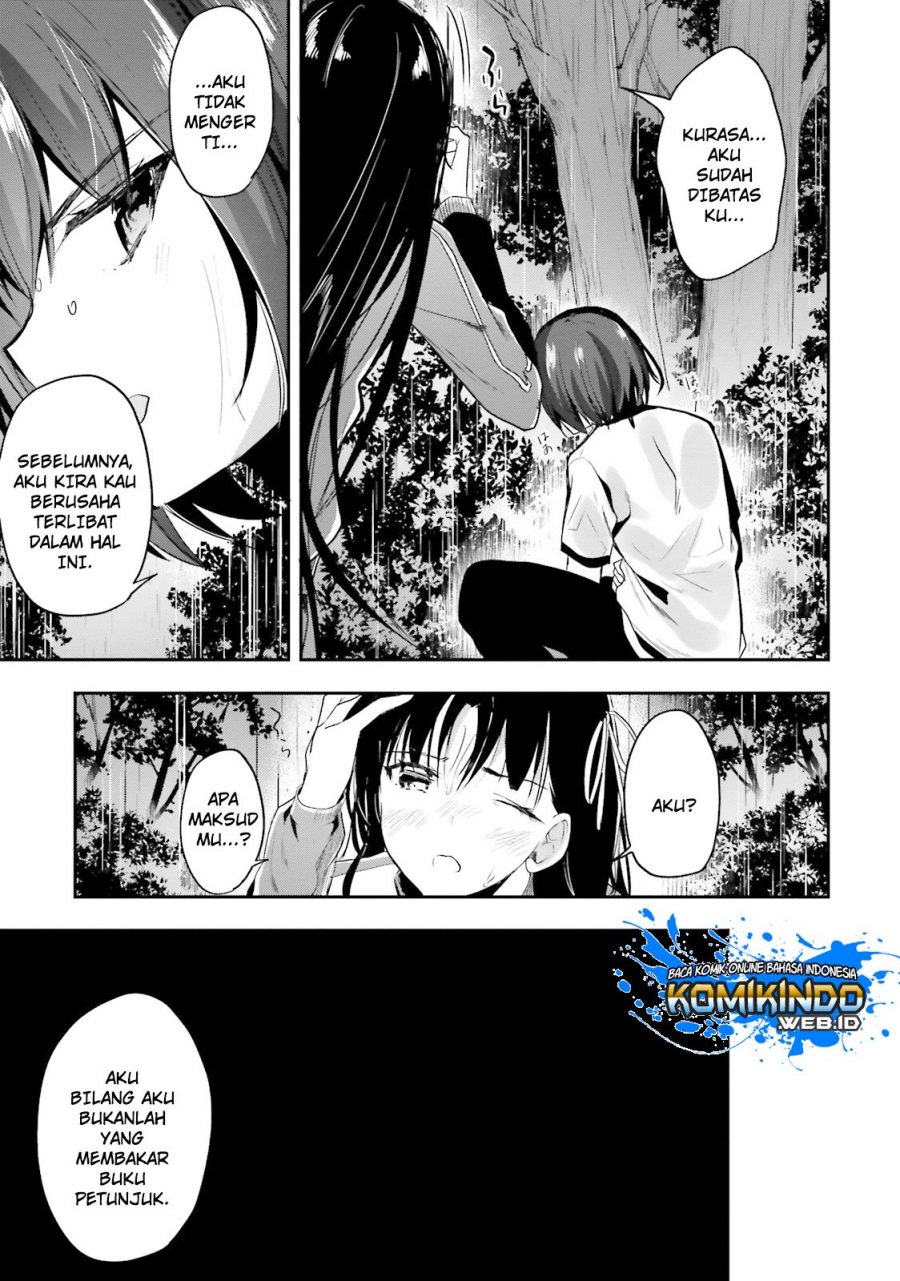 KURASA...
AKU
SUDAH
DIBATAS
KU...
...AKU
TIDAK
MENGER
TI...
SEBELUMNYA,
AKU KIRA KAU
BERUSAHA
TERLIBAT
DALAM HAL
INI.
AKU?
APA
MAKSUD
MU...?
BACA KOMIK ONLINE BAHASA INDONESIA
KOMIKINDO
WEB.ID
AKU
BILANG AKU
BUKANLAH
YANG
MEMBAKAR
BUKU
PETUNJUK.